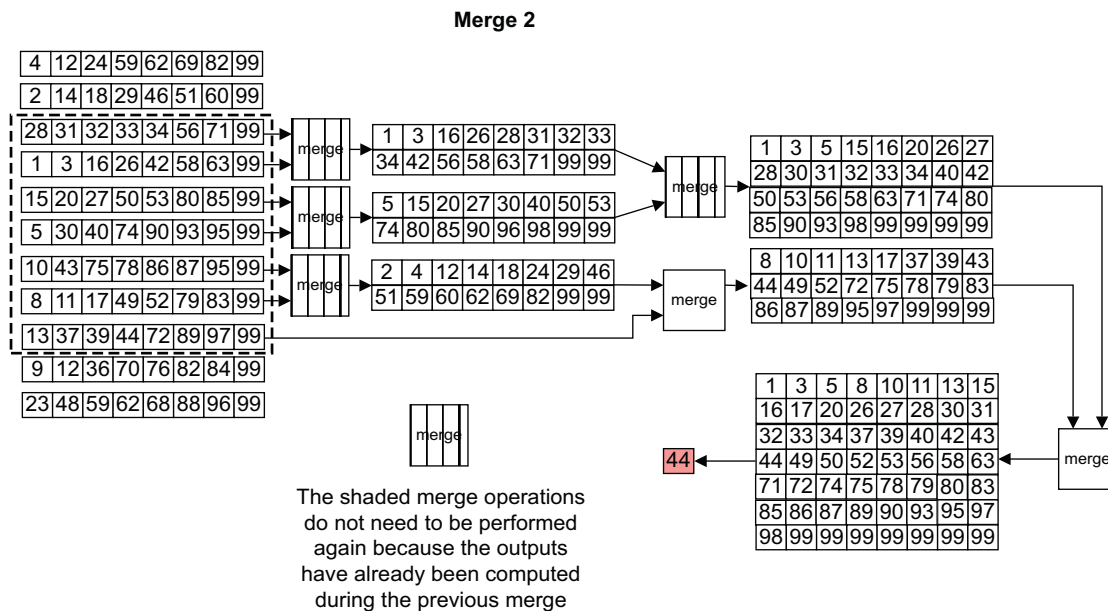 Merge 2
4 12 24 59 62 69 82 99
2 14 18 29 46 51 60 99
28 31 32 33 34 56 71 99
1 3 16 26 42 58 63 99
15 20 27 50 53 80 85 99
5 30 40 74 90 93 95 99
10 43 75 78 86 87 95 99
8 11 17 49 52 79 83 99
13 37 39 44 72 89 97 99
9 12 36 70 76 82 84 99
23 48 59 62 68 88 96 99
merge
merge
merge
1 3 16 26 28 31 32 33
34 42 56 58 63 71 99 99
5 15 20 27 30 40 50 53
74 80 85 90 96 98 99 99
2 4 12 14 18 24 29 46
51 59 60 62 69 82 99 99
merge
merge
1 3 5 15 16 20 26 27
28 30 31 32 33 34 40 42
50 53 56 58 63 71 74 80
85 90 93 98 99 99 99 99
8 10 11 13 17 37 39 43
44 49 52 72 75 78 79 83
86 87 89 95 97 99 99 99
merge
1 3 5 8 10 11 13 15
16 17 20 26 27 28 30 31
32 33 34 37 39 40 42 43
44 49 50 52 53 56 58 63
71 72 74 75 78 79 80 83
85 86 87 89 90 93 95 97
98 99 99 99 99 99 99 99
44
merge
The shaded merge operations
do not need to be performed
again because the outputs
have already been computed
during the previous merge